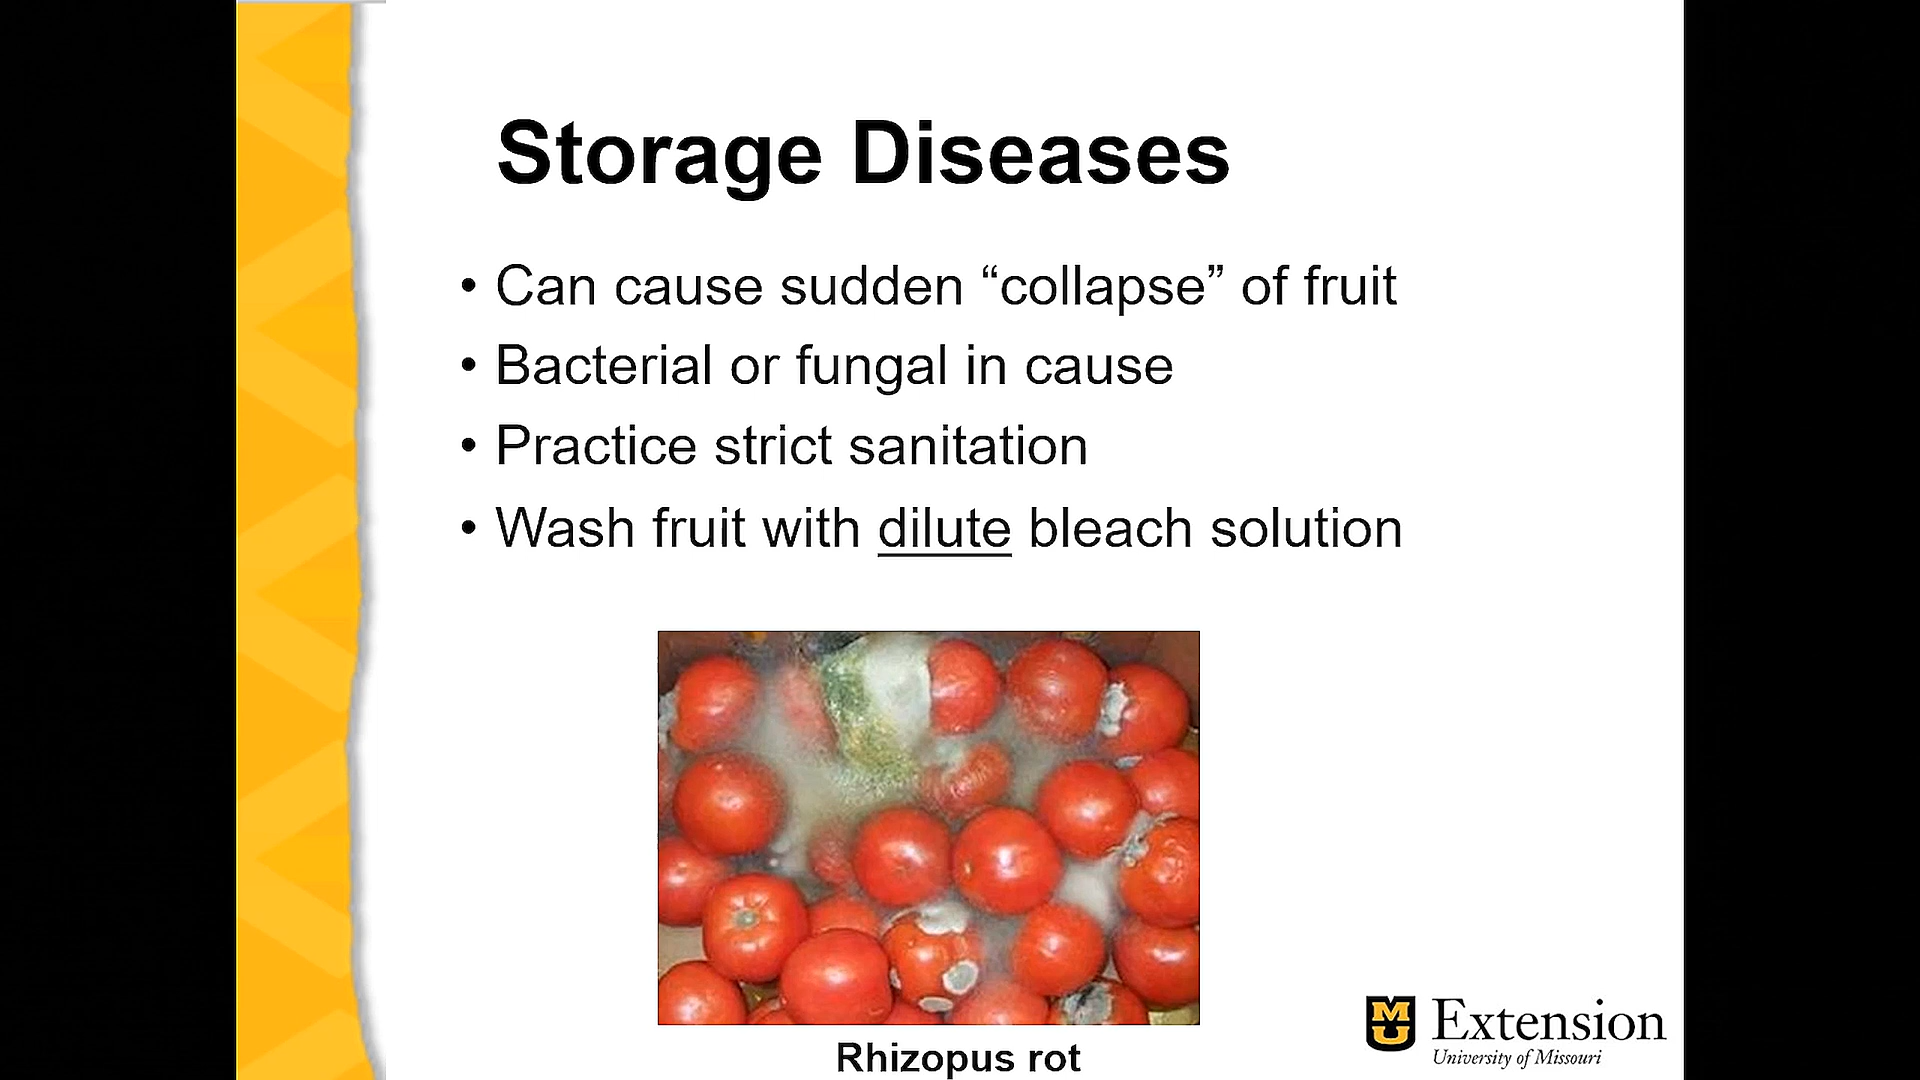 Storage Diseases
• Can cause sudden “collapse” of fruit
• Bacterial or fungal in cause
• Practice strict sanitation
• Wash fruit with dilute bleach solution
Rhizopus rot
MU Extension
University of Missouri